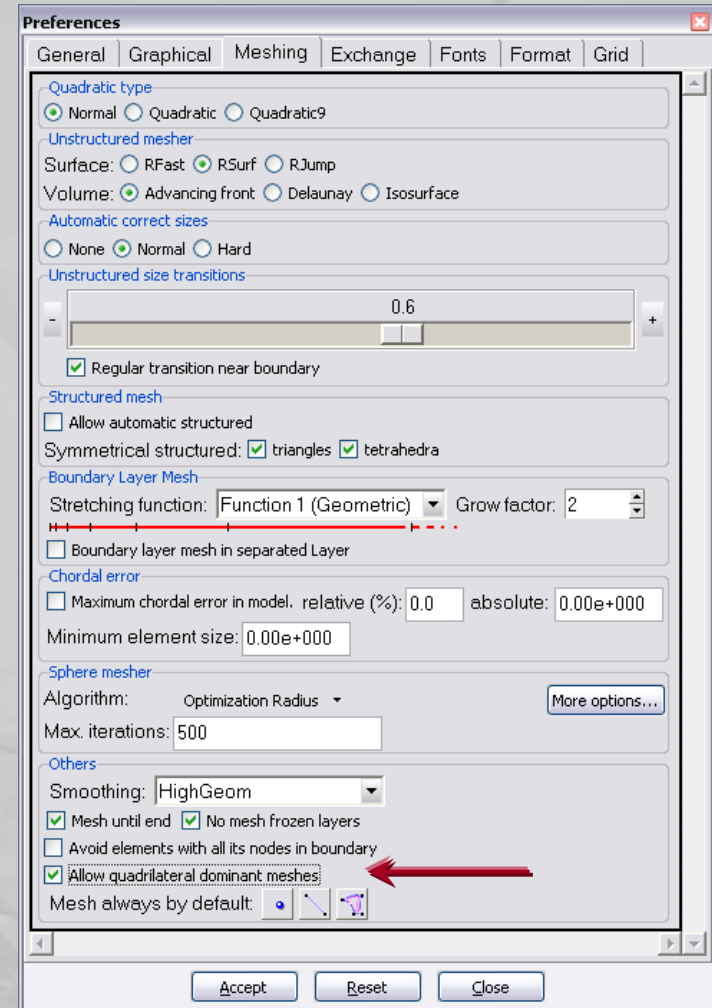 Preferences
General Graphical Meshing Exchange Fonts Format Grid
Quadratic type
Normal Quadratic Quadratic9
Unstructured mesher
Surface: RFast RSurf RJump
Volume: Advancing front Delaunay Isosurface
Automatic correct sizes
None Normal Hard
Unstructured size transitions
0.6
- +
Regular transition near boundary
Structured mesh
Allow automatic structured
Symmetrical structured: triangles tetrahedra
Boundary Layer Mesh
Stretching function: Function 1 (Geometric) Grow factor: 2
Boundary layer mesh in separated Layer
Chordal error
Maximum chordal error in model. relative (%): 0.0 absolute: 0.00e+000
Minimum element size: 0.00e+000
Sphere mesher
Algorithm: Optimization Radius More options...
Max. iterations: 500
Others
Smoothing: HighGeom
Mesh until end No mesh frozen layers
Avoid elements with all its nodes in boundary
Allow quadrilateral dominant meshes
Mesh always by default:
Accept Reset Close